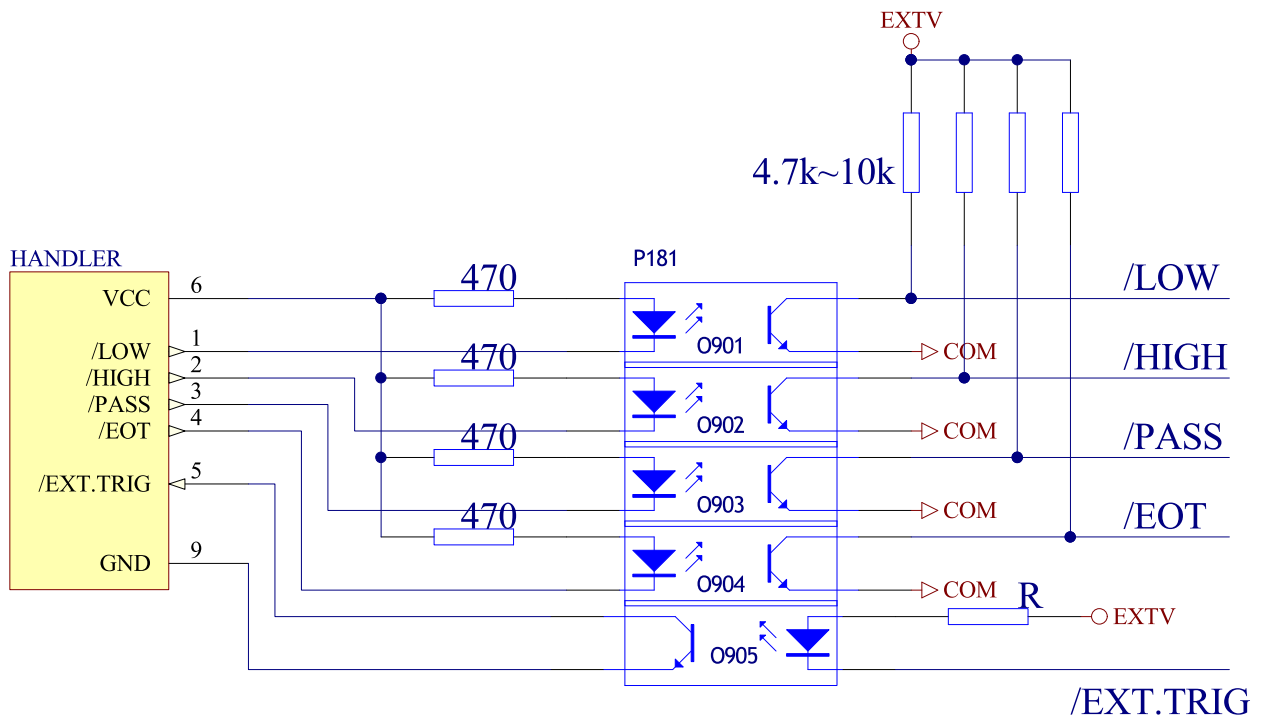 EXTV
4.7k~10k
HANDLER
P181
VCC
6
470
/LOW
/LOW
1
O901
COM
/HIGH
2
470
/HIGH
/PASS
3
/EOT
4
O902
COM
470
/PASS
/EXT.TRIG
5
O903
COM
470
/EOT
GND
9
O904
COM
R
EXTV
O905
/EXT.TRIG